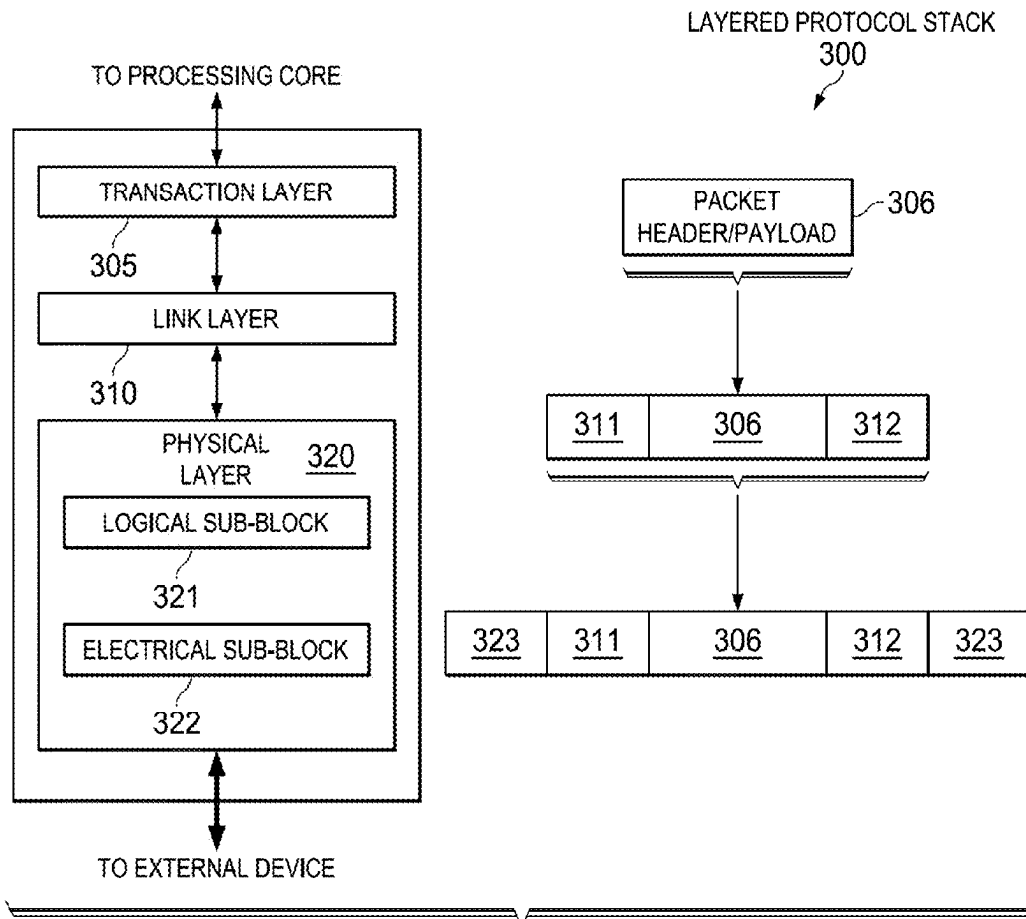 LAYERED PROTOCOL STACK
300
TO PROCESSING CORE
TRANSACTION LAYER
305
LINK LAYER
310
PHYSICAL
LAYER
320
LOGICAL SUB-BLOCK
321
ELECTRICAL SUB-BLOCK
322
TO EXTERNAL DEVICE
PACKET
HEADER/PAYLOAD
306
311 306 312
323 311 306 312 323